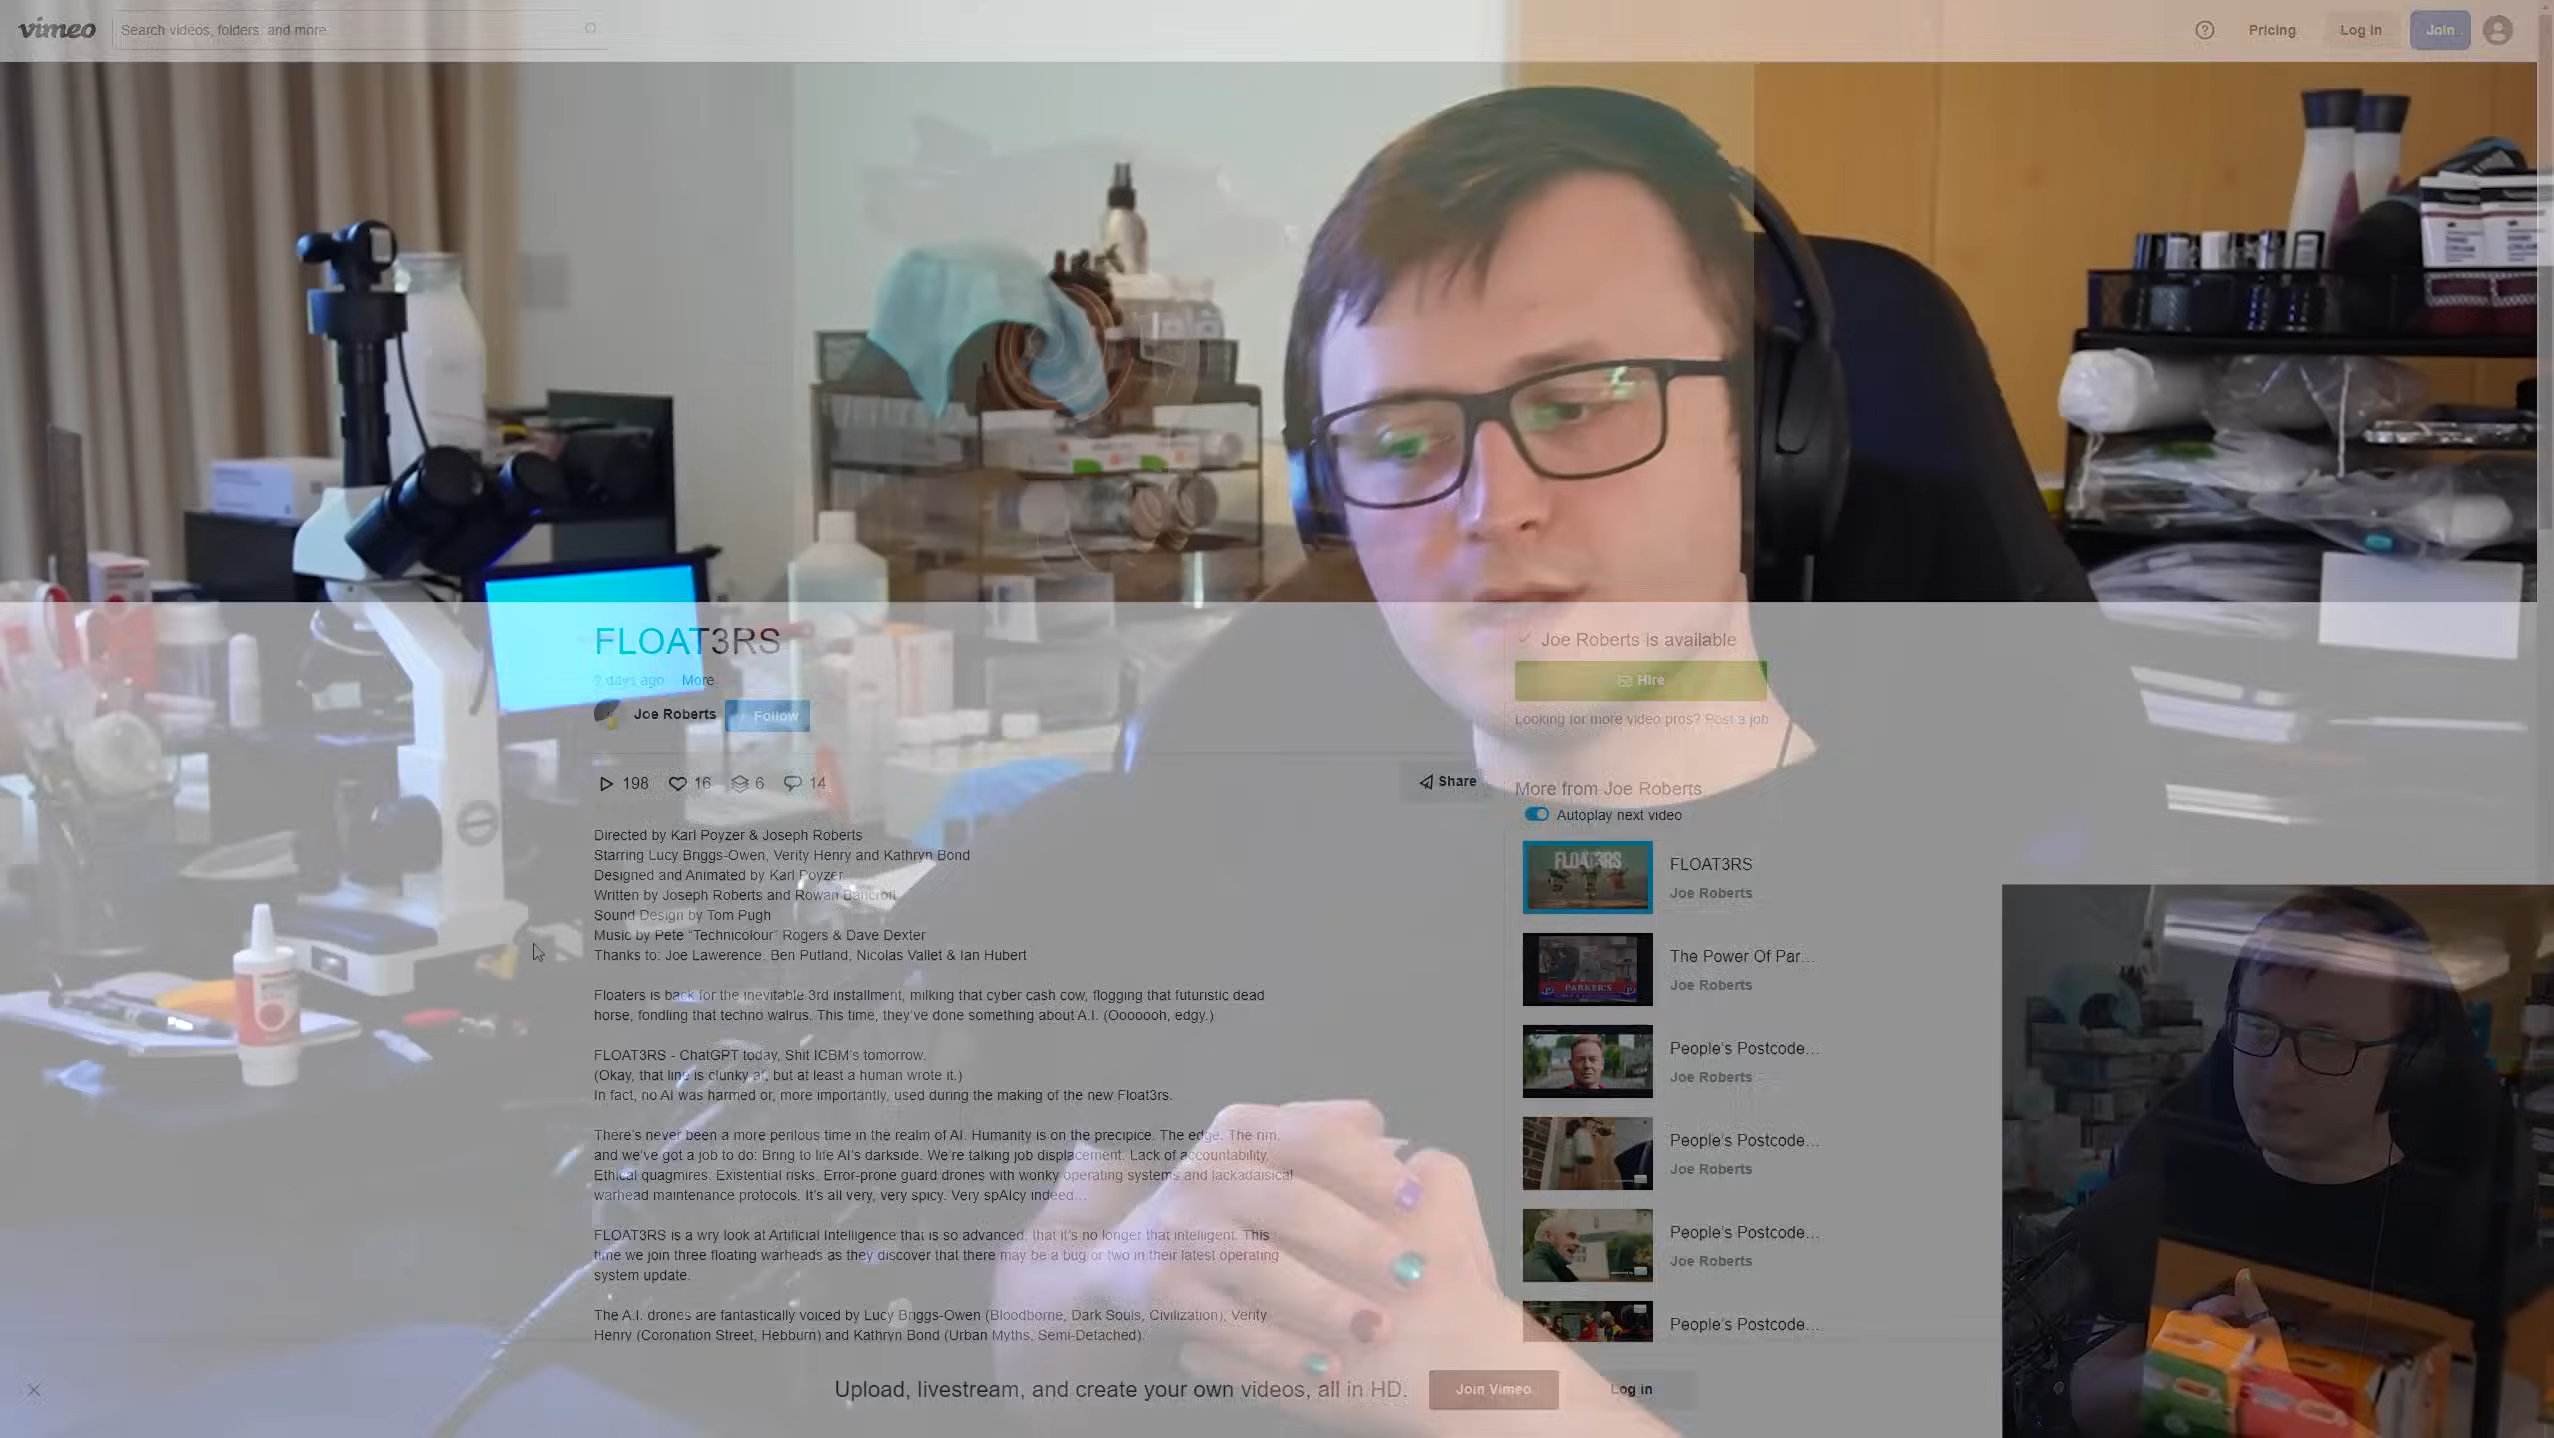 vimeo
Search videos, folders, and more
Pricing
Log in
Join
FLOAT3RS
2 days ago
More
Joe Roberts
Follow
198
16
6
14
Share
Directed by Karl Poyzer & Joseph Roberts
Starring Lucy Briggs-Owen, Verity Henry and Kathryn Bond
Designed and Animated by Karl Poyzer
Written by Joseph Roberts and Rowan Bancroft
Sound Design by Tom Pugh
Music by Pete “Technicolour” Rogers & Dave Dexter
Thanks to: Joe Lawerence. Ben Putland, Nicolas Vallet & Ian Hubert
Floaters is back for the inevitable 3rd installment, milking that cyber cash cow, flogging that futuristic dead
horse, fondling that techno walrus. This time, they’ve done something about A.I. (Ooooooh, edgy.)
FLOAT3RS - ChatGPT today, Shit ICBM’s tomorrow.
(Okay, that line is clunky af, but at least a human wrote it.)
In fact, no AI was harmed or, more importantly, used during the making of the new Float3rs.
There’s never been a more perilous time in the realm of AI. Humanity is on the precipice. The edge. The rim.
and we’ve got a job to do: Bring to life AI’s darkside. We’re talking job displacement. Lack of accountability.
Ethical quagmires. Existential risks. Error-prone guard drones with wonky operating systems and lackadaisical
warhead maintenance protocols. It’s all very, very spicy. Very spAIcy indeed…
FLOAT3RS is a wry look at Artificial Intelligence that is so advanced, that it’s no longer that intelligent. This
time we join three floating warheads as they discover that there may be a bug or two in their latest operating
system update.
The A.I. drones are fantastically voiced by Lucy Briggs-Owen (Bloodborne, Dark Souls, Civilization), Verity
Henry (Coronation Street, Hebburn) and Kathryn Bond (Urban Myths, Semi-Detached).
Joe Roberts is available
Hire
Looking for more video pros? Post a job
More from Joe Roberts
Autoplay next video
FLOAT3RS
FLOAT3RS
Joe Roberts
PARKER'S
The Power Of Par…
Joe Roberts
People’s Postcode…
Joe Roberts
People’s Postcode…
Joe Roberts
People’s Postcode…
Joe Roberts
People’s Postcode…
Upload, livestream, and create your own videos, all in HD.
Join Vimeo
Log in